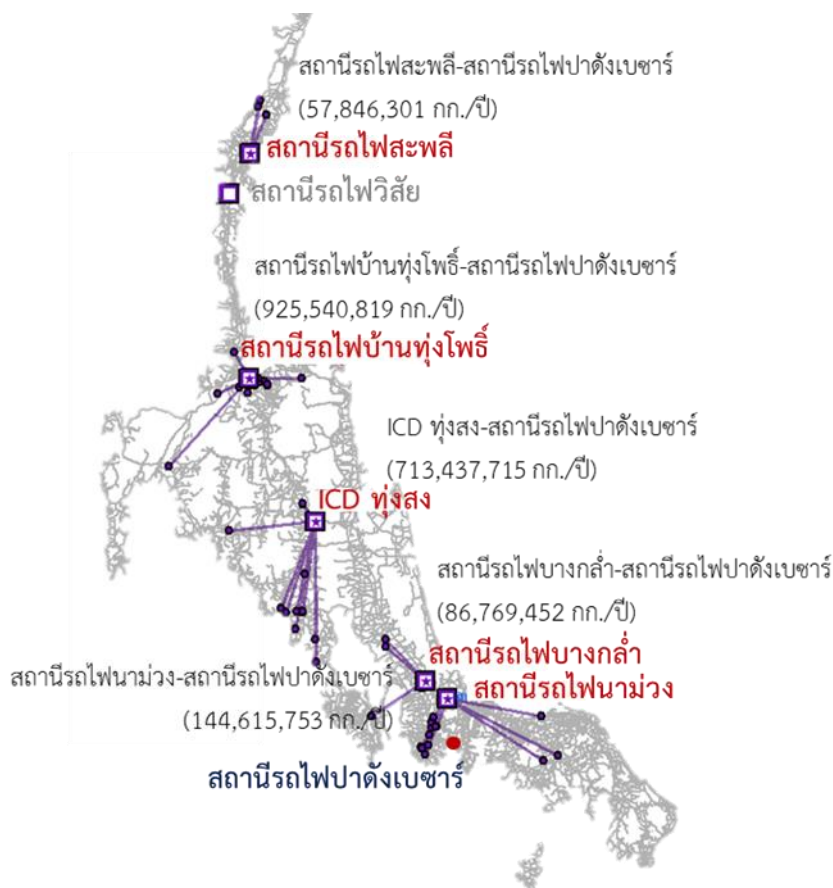 สถานีรถไฟสะพลี-สถานีรถไฟปาดังเบซาร์
(57,846,301 กก./ปี)
สถานีรถไฟสะพลี
สถานีรถไฟวิสัย
สถานีรถไฟบ้านทุ่งโพธิ์-สถานีรถไฟปาดังเบซาร์
(925,540,819 กก./ปี)
สถานีรถไฟบ้านทุ่งโพธิ์
ICD ทุ่งสง-สถานีรถไฟปาดังเบซาร์
(713,437,715 กก./ปี)
ICD ทุ่งสง
สถานีรถไฟบางกล่ำ-สถานีรถไฟปาดังเบซาร์
(86,769,452 กก./ปี)
สถานีรถไฟบางกล่ำ
สถานีรถไฟนาม่วง-สถานีรถไฟปาดังเบซาร์
สถานีรถไฟนาม่วง
(144,615,753 กก./ปี)
สถานีรถไฟปาดังเบซาร์